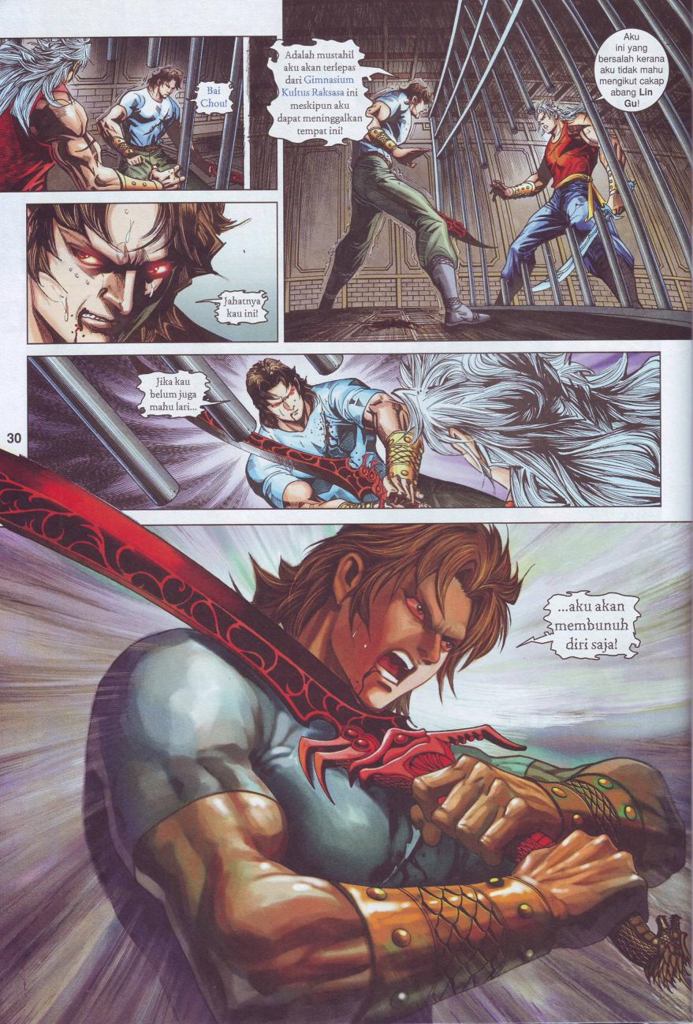 Bai
Chou!
Adalah mustahil
aku akan terlepas
dari Gimnasium
Kultus Raksasa ini
meskipun aku
dapat meninggalkan
tempat ini!
Aku
ini yang
bersalah kerana
aku tidak mahu
mengikut cakap
abang Lin
Gu!
Jahatnya
kau ini!
Jika kau
belum juga
mahu lari...
30
...aku akan
membunuh
diri saja!